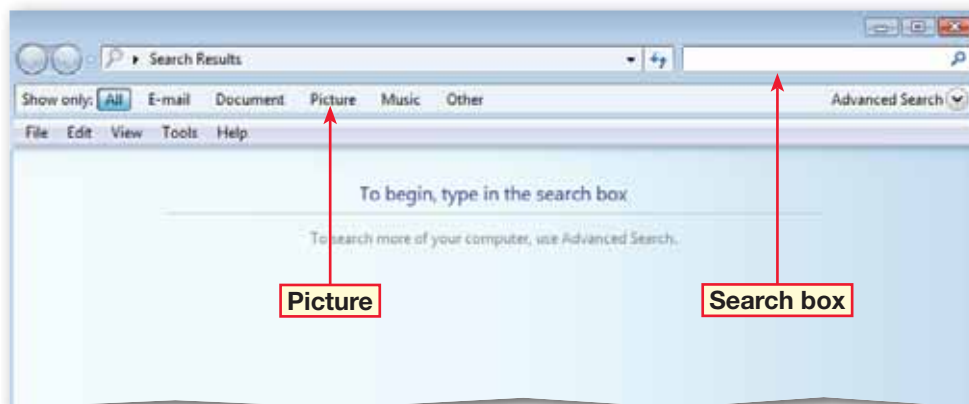 Search Results
Show only: All E-mail Document Picture Music Other Advanced Search
File Edit View Tools Help
To begin, type in the search box
To search more of your computer, use Advanced Search.
Picture Search box